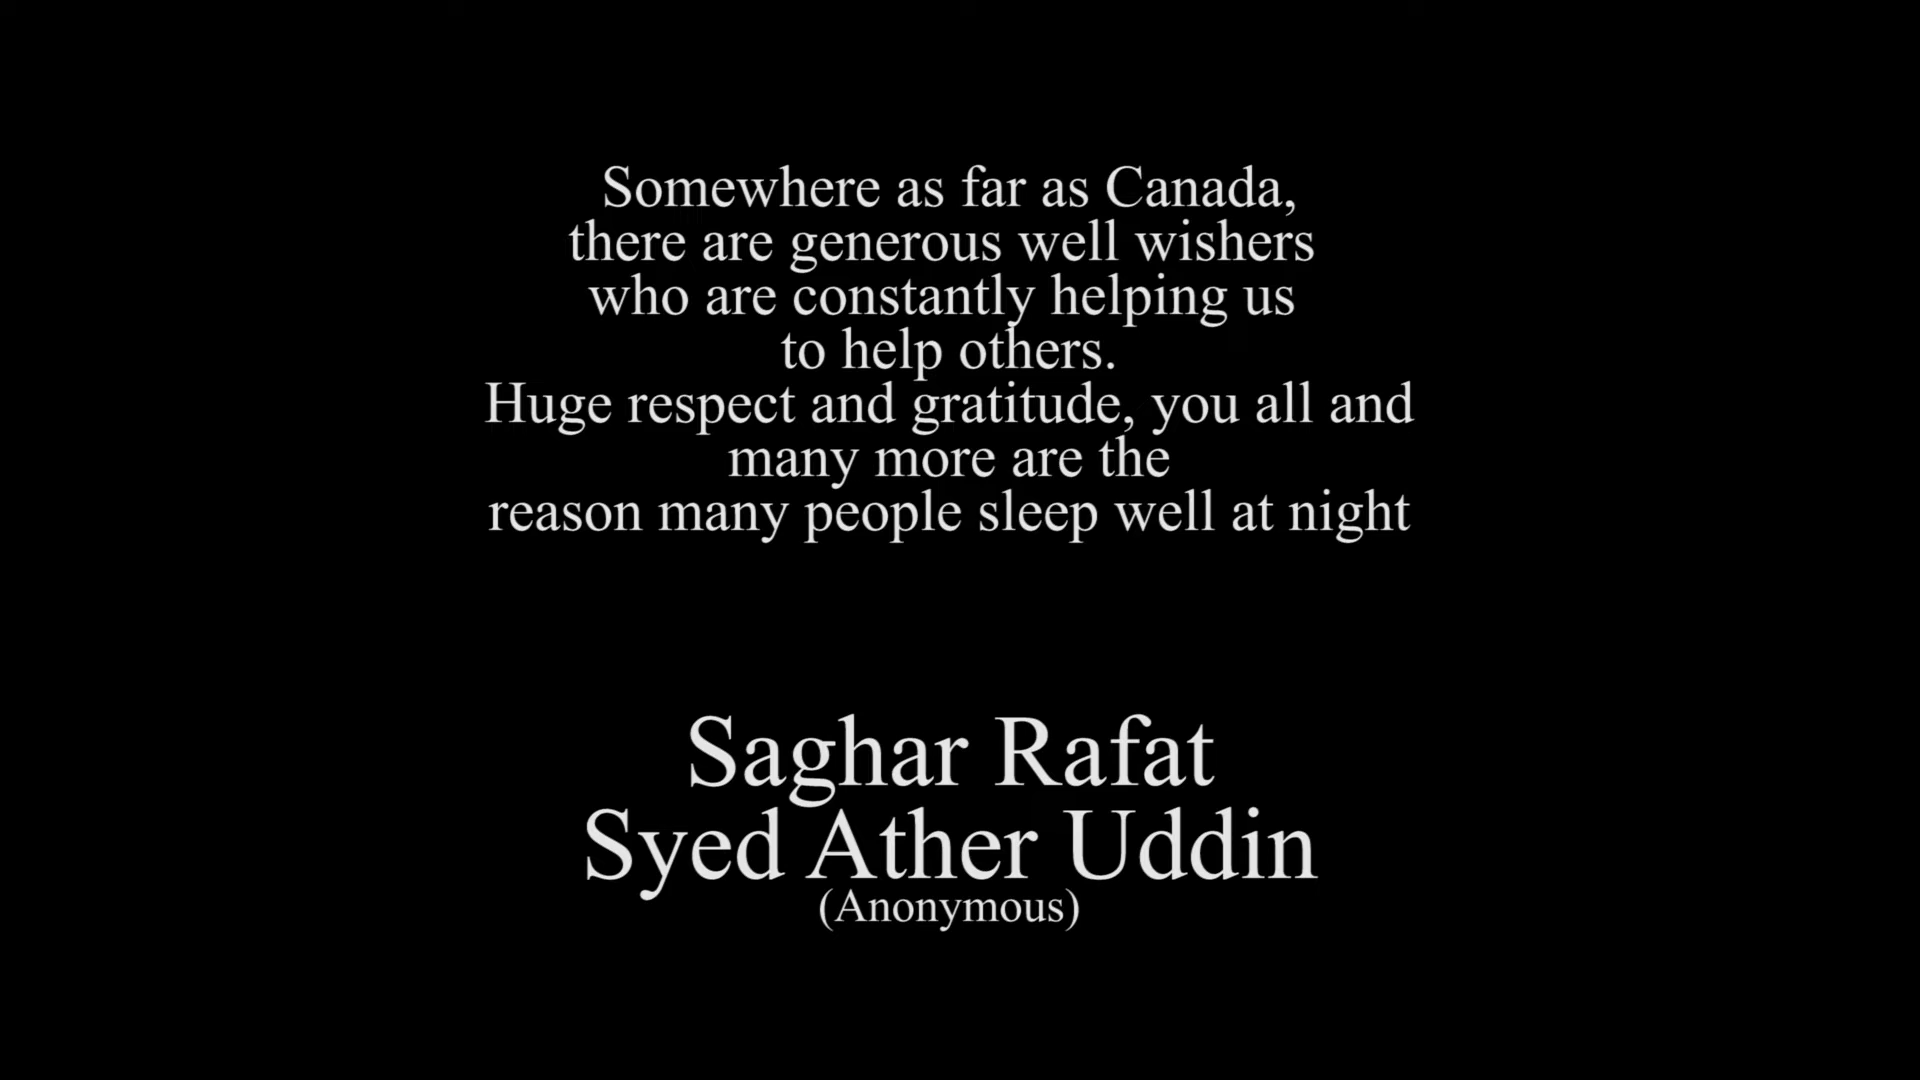 Somewhere as far as Canada,
there are generous well wishers
who are constantly helping us
to help others.
Huge respect and gratitude, you all and
many more are the
reason many people sleep well at night
Saghar Rafat
Syed Ather Uddin
(Anonymous)